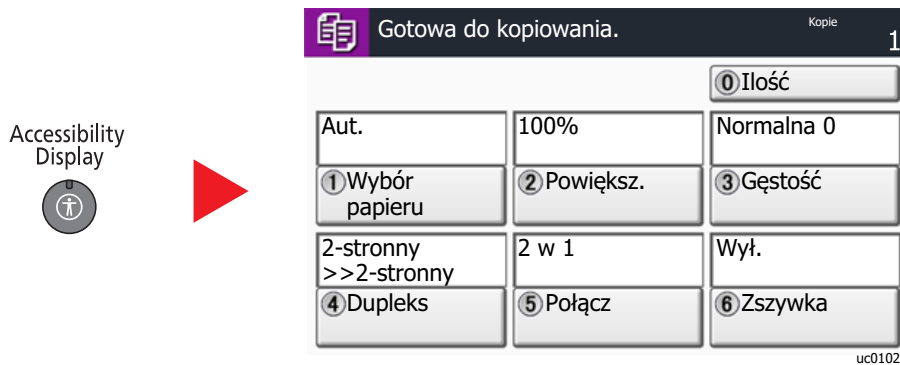 Accessibility
Display
Gotowa do kopiowania.
Kopie
1
0 Ilość
Aut.
100%
Normalna 0
1 Wybór
papieru
2 Powiększ.
3 Gęstość
2-stronny
>>2-stronny
2 w 1
Wył.
4 Dupleks
5 Połącz
6 Zszywka
uc0102